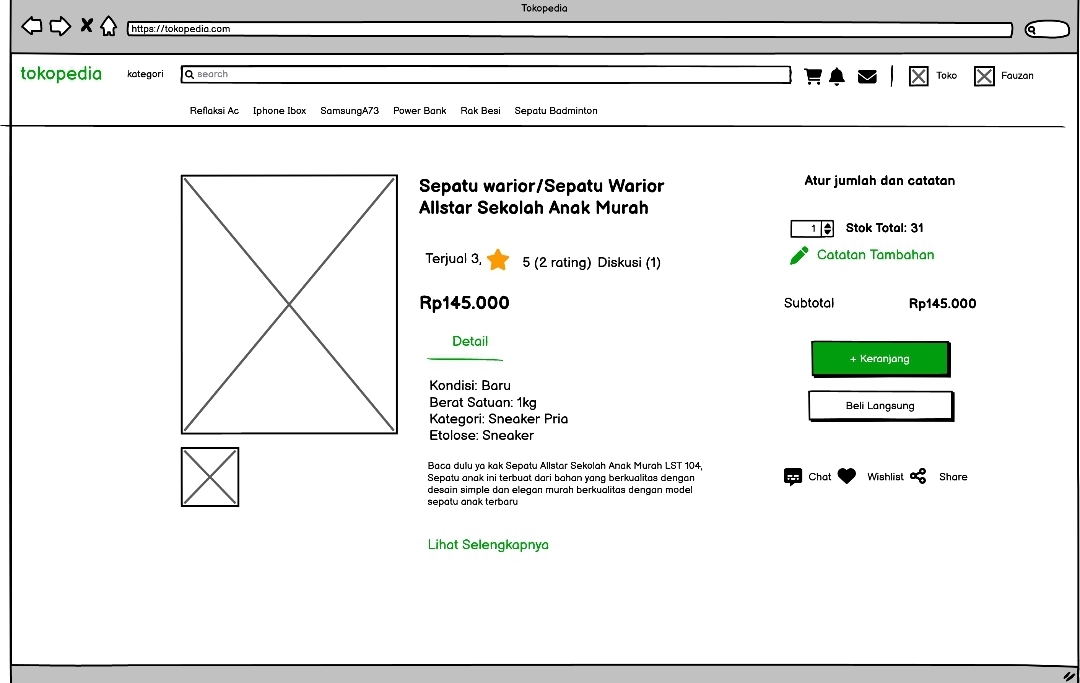 Tokopedia
https://tokopedia.com
tokopedia
kategori
search
Toko
Fauzan
Reflaksi Ac
Iphone Ibox
SamsungA73
Power Bank
Rak Besi
Sepatu Badminton
Sepatu warior/Sepatu Warior
Allstar Sekolah Anak Murah
Terjual 3,
5 (2 rating)
Diskusi (1)
Rp145.000
Detail
Kondisi: Baru
Berat Satuan: 1kg
Kategori: Sneaker Pria
Etolose: Sneaker
Baca dulu ya kak Sepatu Allstar Sekolah Anak Murah LST 104,
Sepatu anak ini terbuat dari bahan yang berkualitas dengan
desain simple dan elegan murah berkualitas dengan model
sepatu anak terbaru
Lihat Selengkapnya
Atur jumlah dan catatan
1
Stok Total: 31
Catatan Tambahan
Subtotal
Rp145.000
+ Keranjang
Beli Langsung
Chat
Wishlist
Share